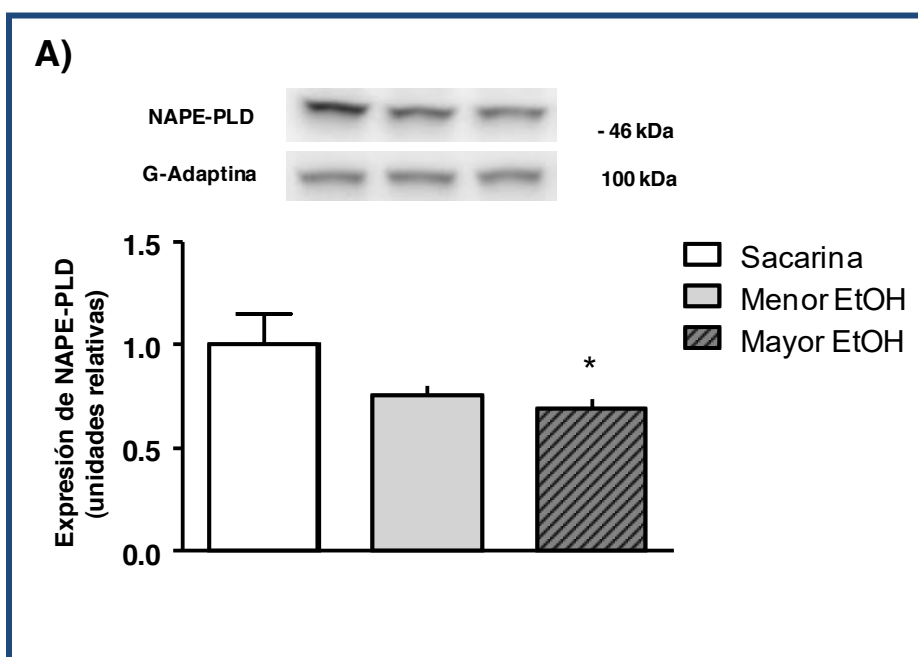 A)
NAPE-PLD
- 46 kDa
G-Adaptina
100 kDa
Expresión de NAPE-PLD
(unidades relativas)
1.5
1.0
0.5
0.0
*
Sacarina
Menor EtOH
Mayor EtOH